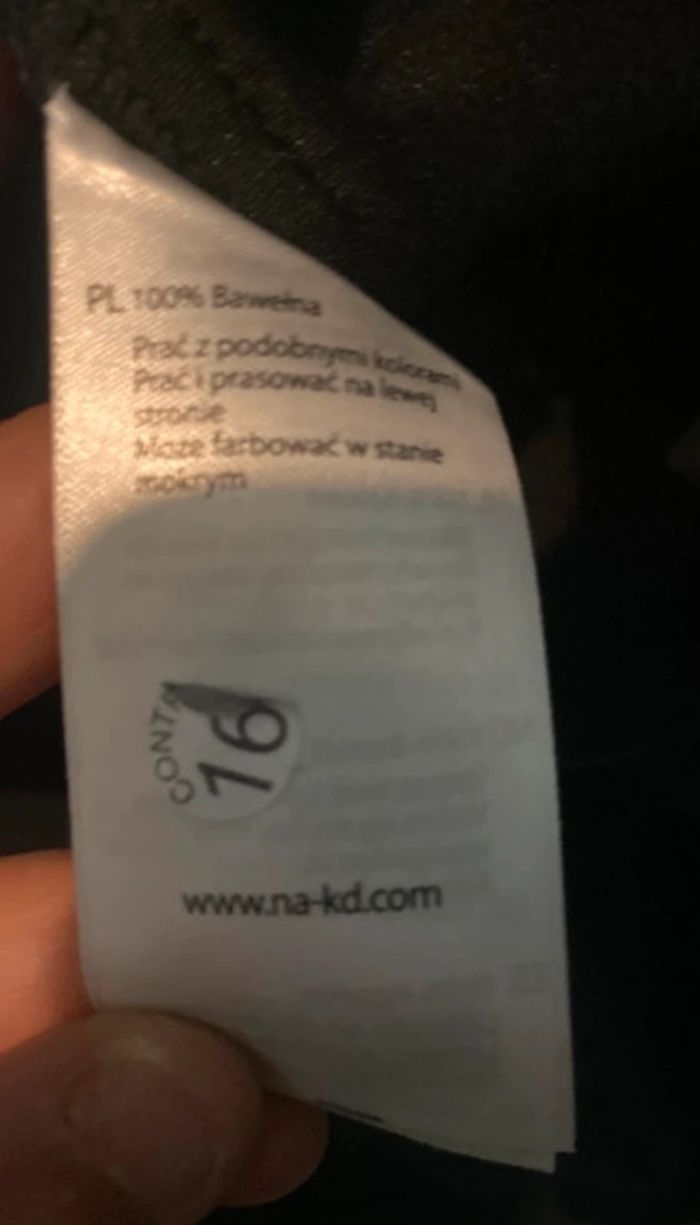 PL 100% Bawełna
Prać z podobnymi kolorami
Prać i prasować na lewej
stronie
Może farbować w stanie
mokrym
16
www.na-kd.com